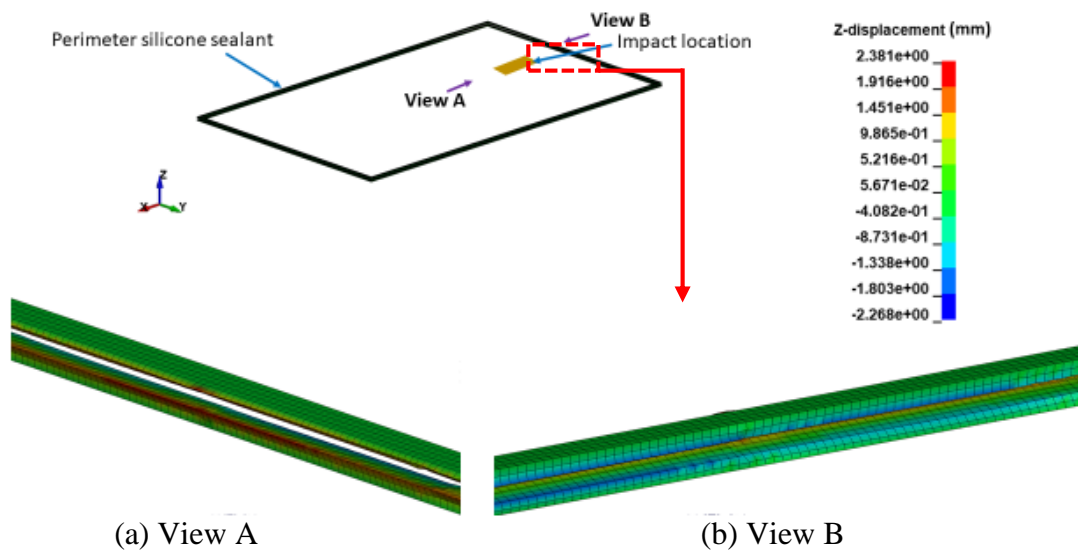 View B
Z-displacement (mm)
Perimeter silicone sealant
Impact location
View A
2.381e+00
1.916e+00
1.451e+00
9.865e-01
5.216e-01
5.671e-02
-4.082e-01
-8.731e-01
-1.338e+00
-1.803e+00
-2.268e+00
Z
X
Y
(a) View A
(b) View B